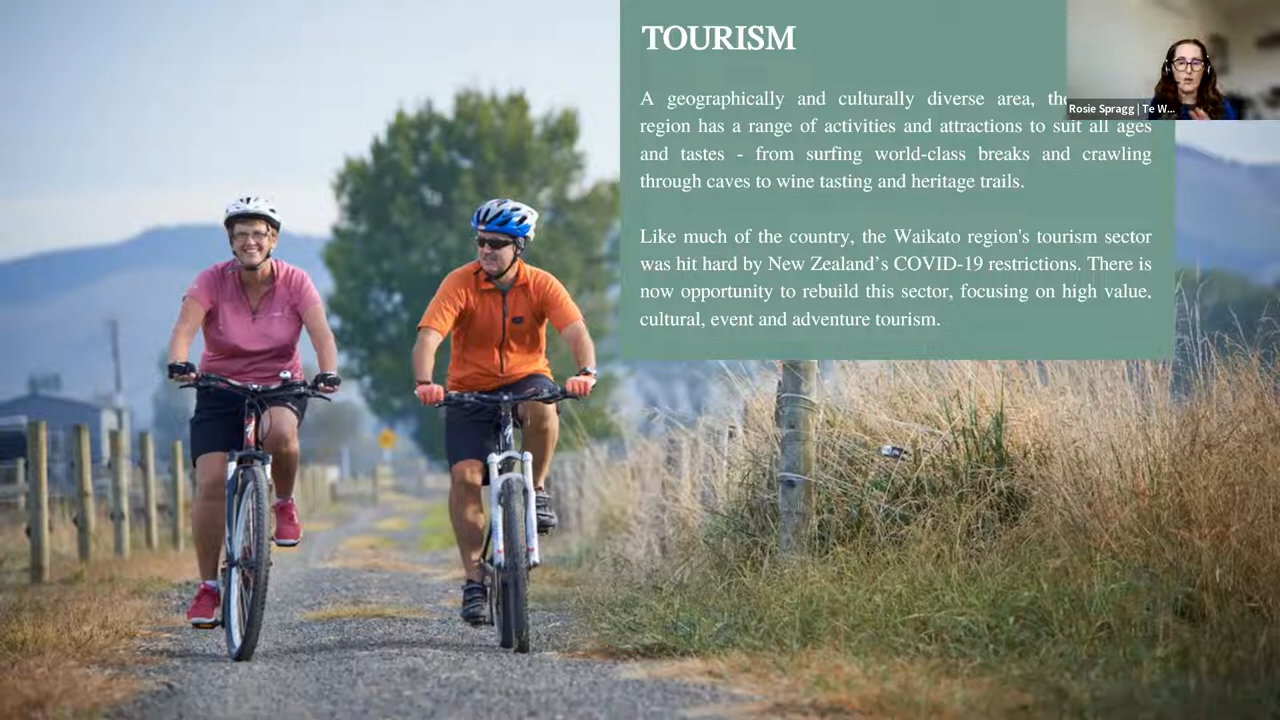 TOURISM
A geographically and culturally diverse area, the
region has a range of activities and attractions to suit all ages
and tastes - from surfing world-class breaks and crawling
through caves to wine tasting and heritage trails.
Like much of the country, the Waikato region's tourism sector
was hit hard by New Zealand’s COVID-19 restrictions. There is
now opportunity to rebuild this sector, focusing on high value,
cultural, event and adventure tourism.
Rosie Spragg | Te W...